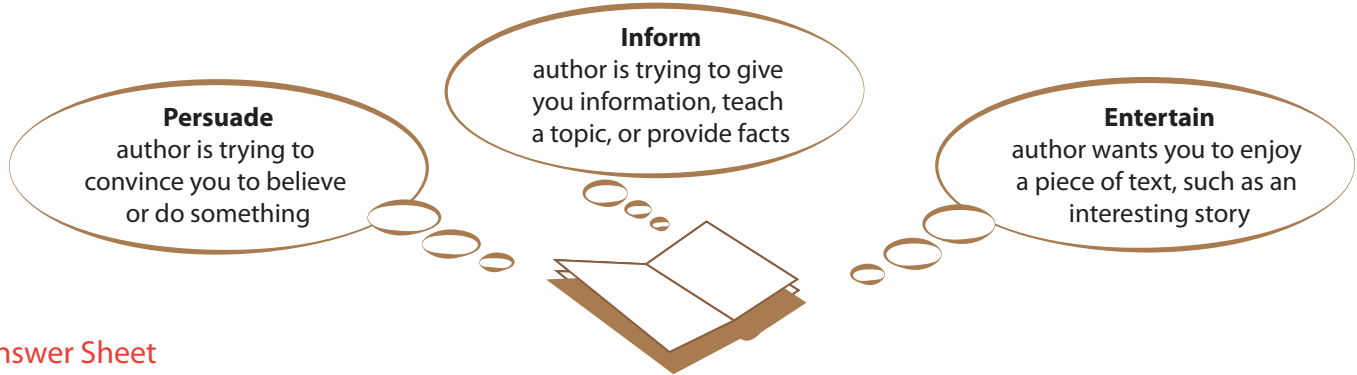 Inform
author is trying to give
you information, teach
a topic, or provide facts
Persuade
author is trying to
convince you to believe
or do something
Entertain
author wants you to enjoy
a piece of text, such as an
interesting story
nswer Sheet